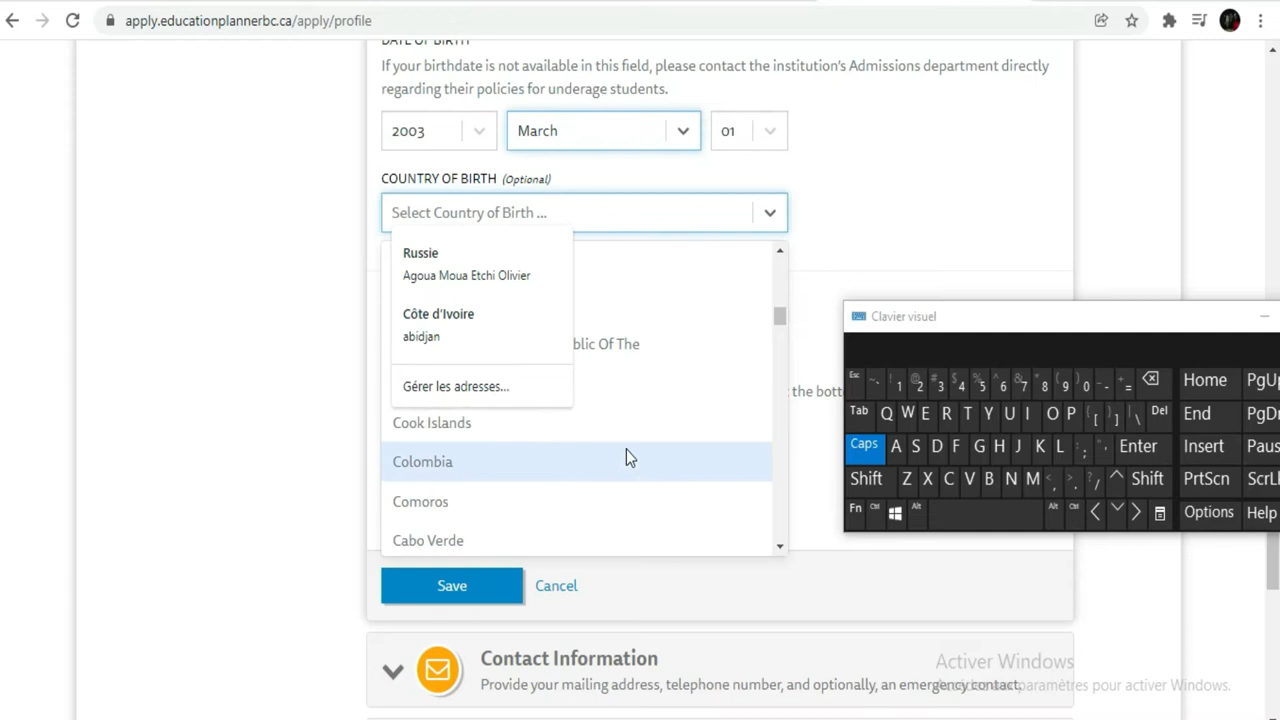 apply.educationplannerbc.ca/apply/profile
DATE OF BIRTH
If your birthdate is not available in this field, please contact the institution's Admissions department directly
regarding their policies for underage students.
2003 March 01
COUNTRY OF BIRTH (Optional)
Select Country of Birth ...
Russie
Agoua Moua Etchi Olivier
Côte d'Ivoire
abidjan
blic Of The
Gérer les adresses...
the bott
Cook Islands
Colombia
Comoros
Cabo Verde
Save Cancel
Contact Information
Provide your mailing address, telephone number, and optionally, an emergency contact.
Activer Windows
paramètres pour activer Windows.
Clavier visuel
Esc ~ ` ! 1 @ 2 # 3 $ 4 % 5 ^ 6 & 7 * 8 ( 9 ) 0 _ - + = Home PgUp
Tab Q W E R T Y U I O P { [ } ] | \ Del End PgDn
Caps A S D F G H J K L : ; " ' Enter Insert Paus
Shift Z X C V B N M < , > . ? / Shift PrtScn ScrL
Fn Ctrl Alt Alt Ctrl Options Help